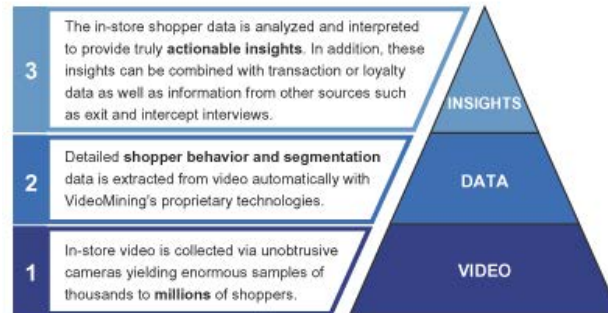 3
The in-store shopper data is analyzed and interpreted
to provide truly actionable insights. In addition, these
insights can be combined with transaction or loyalty
data as well as information from other sources such
as exit and intercept interviews.
INSIGHTS
2
Detailed shopper behavior and segmentation
data is extracted from video automatically with
VideoMining's proprietary technologies.
DATA
1
In-store video is collected via unobtrusive
cameras yielding enormous samples of
thousands to millions of shoppers.
VIDEO